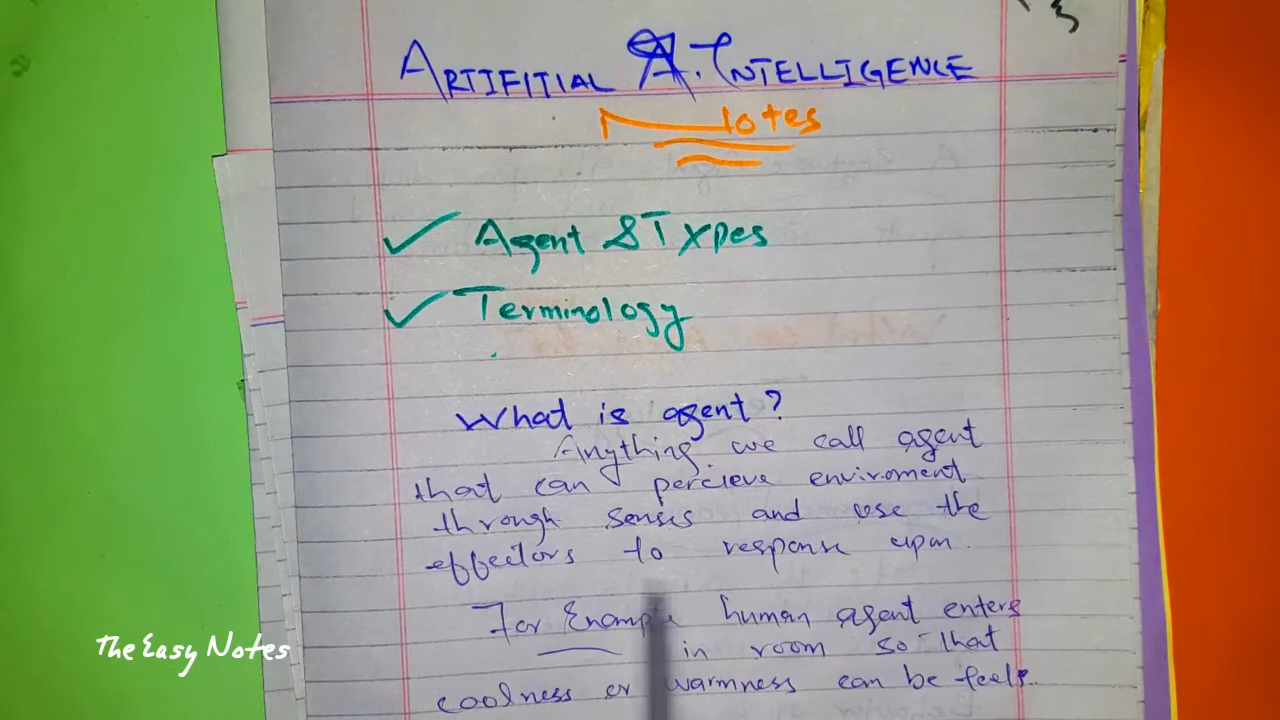 ARTIFITIAL A. INTELLIGENCE
Notes
✓ Agent & Types
✓ Terminology
What is agent?
Anything we call agent
that can percieve enviroment
through senses and use the
effectors to response upon.
For Example human agent enters
in room so that
coolness or warmness can be feels.
The Easy Notes